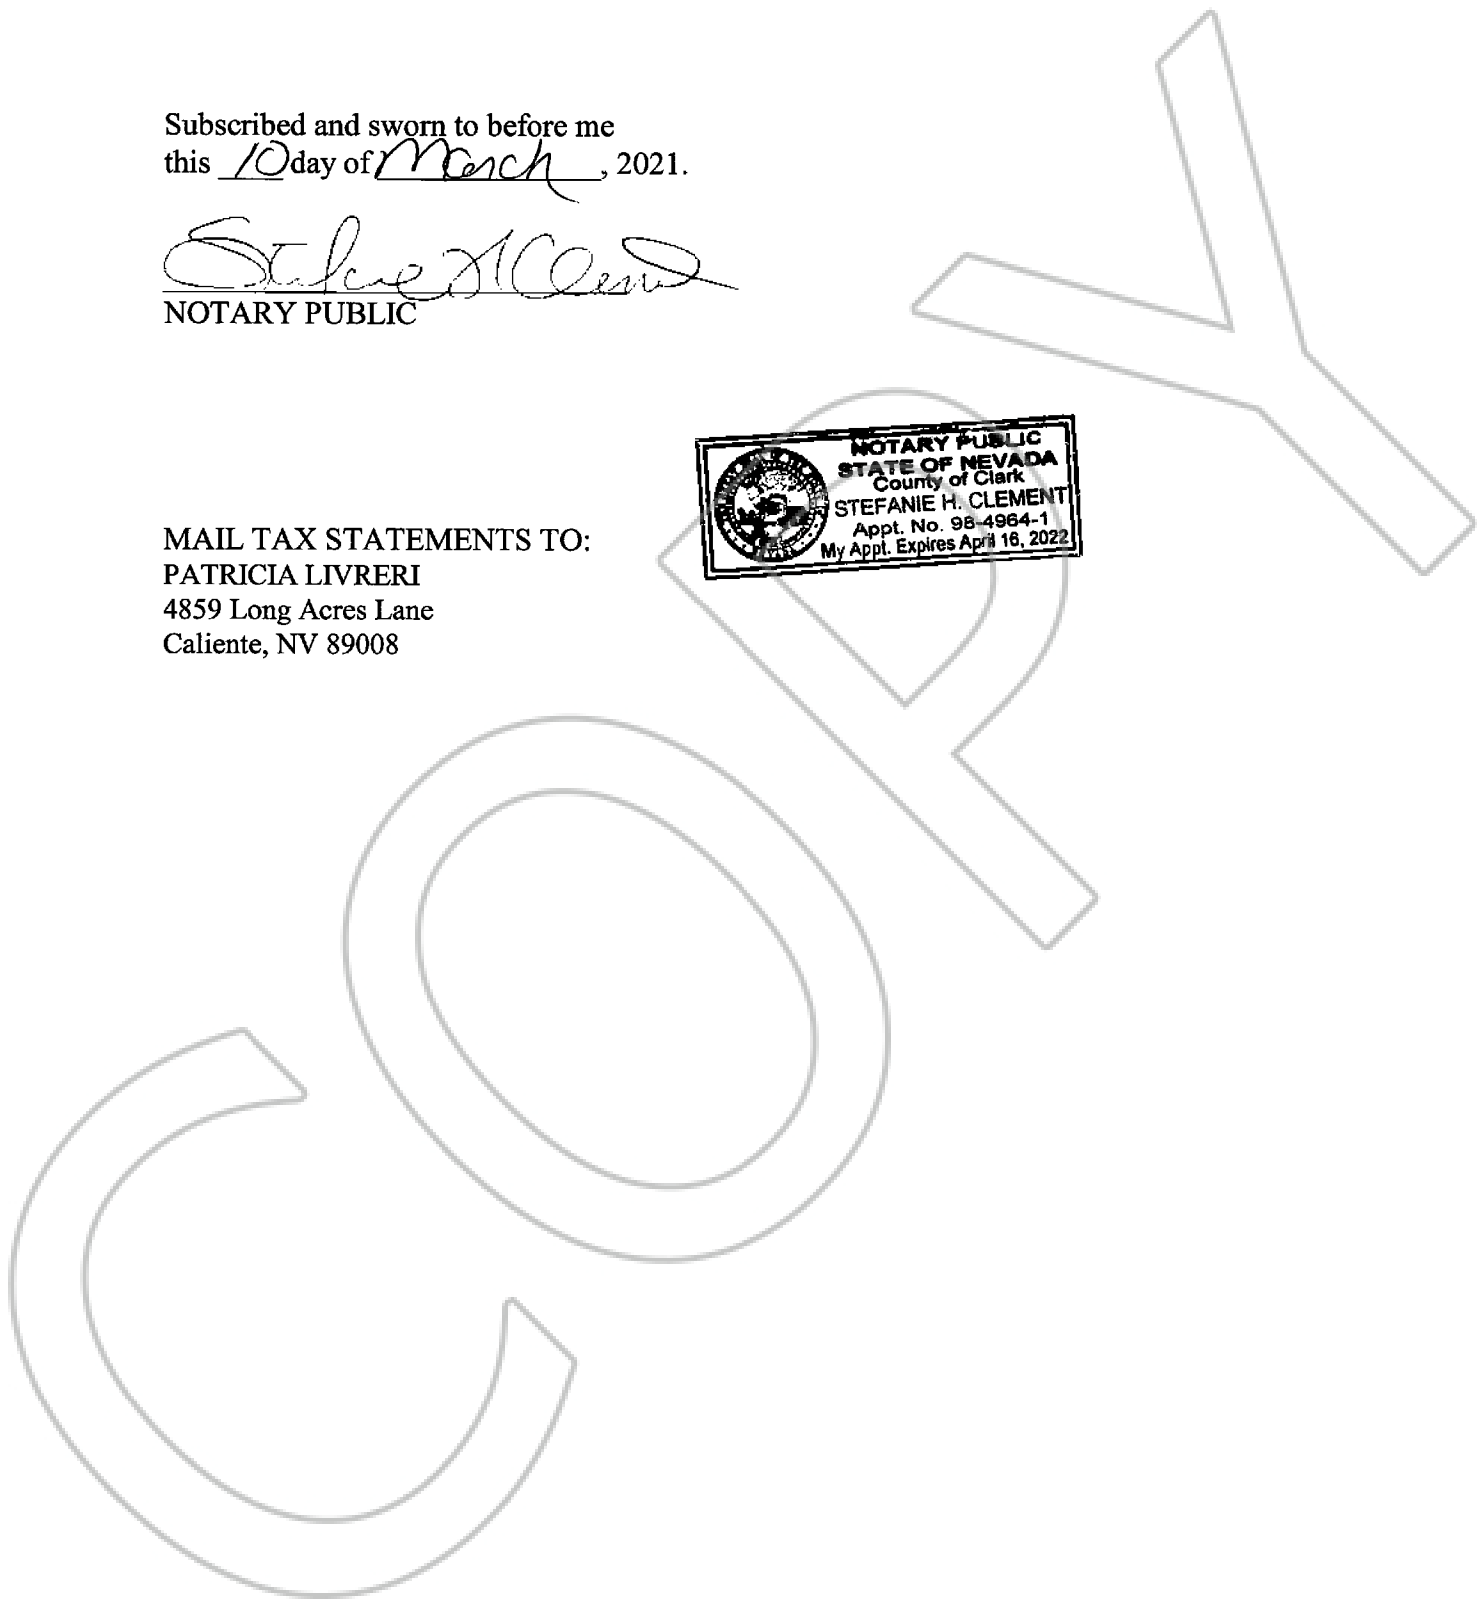 Subscribed and sworn to before me
this 10 day of March, 2021.
Stefanie H Clement
NOTARY PUBLIC
NOTARY PUBLIC
STATE OF NEVADA
County of Clark
STEFANIE H. CLEMENT
Appt. No. 98-4964-1
My Appt. Expires April 16, 2022
MAIL TAX STATEMENTS TO:
PATRICIA LIVRERI
4859 Long Acres Lane
Caliente, NV 89008
COPY